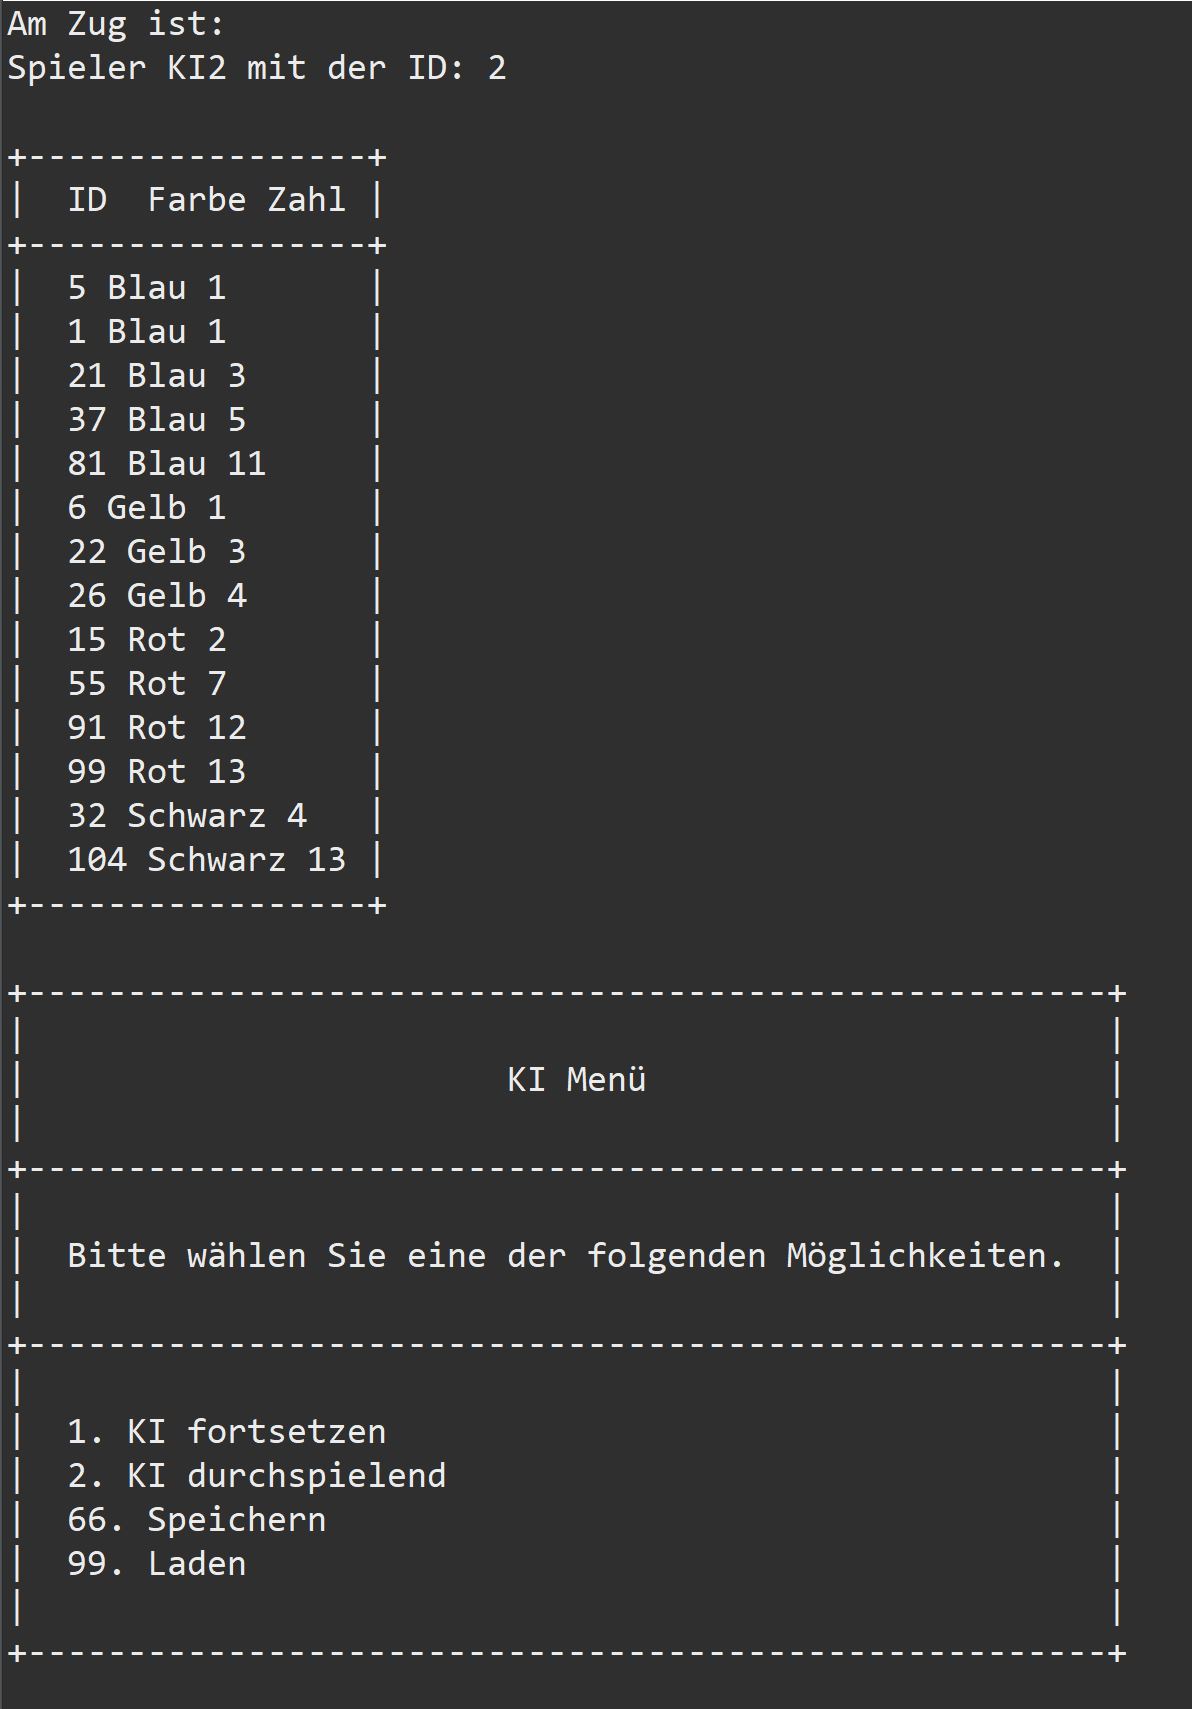 Am Zug ist:
Spieler KI2 mit der ID: 2
+-----------------+
|  ID  Farbe Zahl |
+-----------------+
|  5 Blau 1       |
|  1 Blau 1       |
|  21 Blau 3      |
|  37 Blau 5      |
|  81 Blau 11     |
|  6 Gelb 1       |
|  22 Gelb 3      |
|  26 Gelb 4      |
|  15 Rot 2       |
|  55 Rot 7       |
|  91 Rot 12      |
|  99 Rot 13      |
|  32 Schwarz 4   |
|  104 Schwarz 13 |
+-----------------+
+------------------------------------------------------+
|                                                      |
|                        KI Menü                       |
|                                                      |
+------------------------------------------------------+
|                                                      |
|  Bitte wählen Sie eine der folgenden Möglichkeiten.  |
|                                                      |
+------------------------------------------------------+
|                                                      |
|  1. KI fortsetzen                                    |
|  2. KI durchspielend                                 |
|  66. Speichern                                       |
|  99. Laden                                           |
|                                                      |
+------------------------------------------------------+